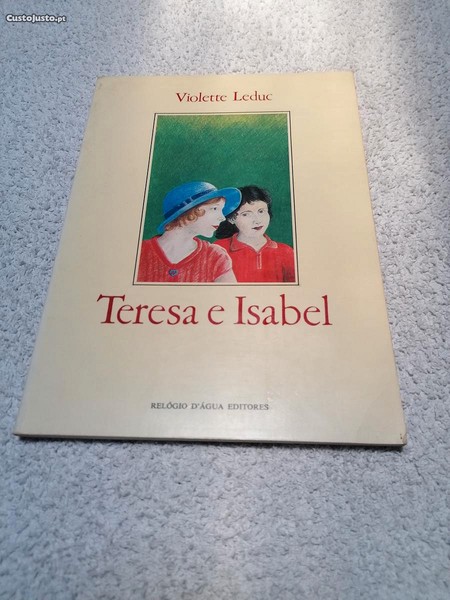 CustoJusto.pt
Violette Leduc
Teresa e Isabel
RELÓGIO D'ÁGUA EDITORES